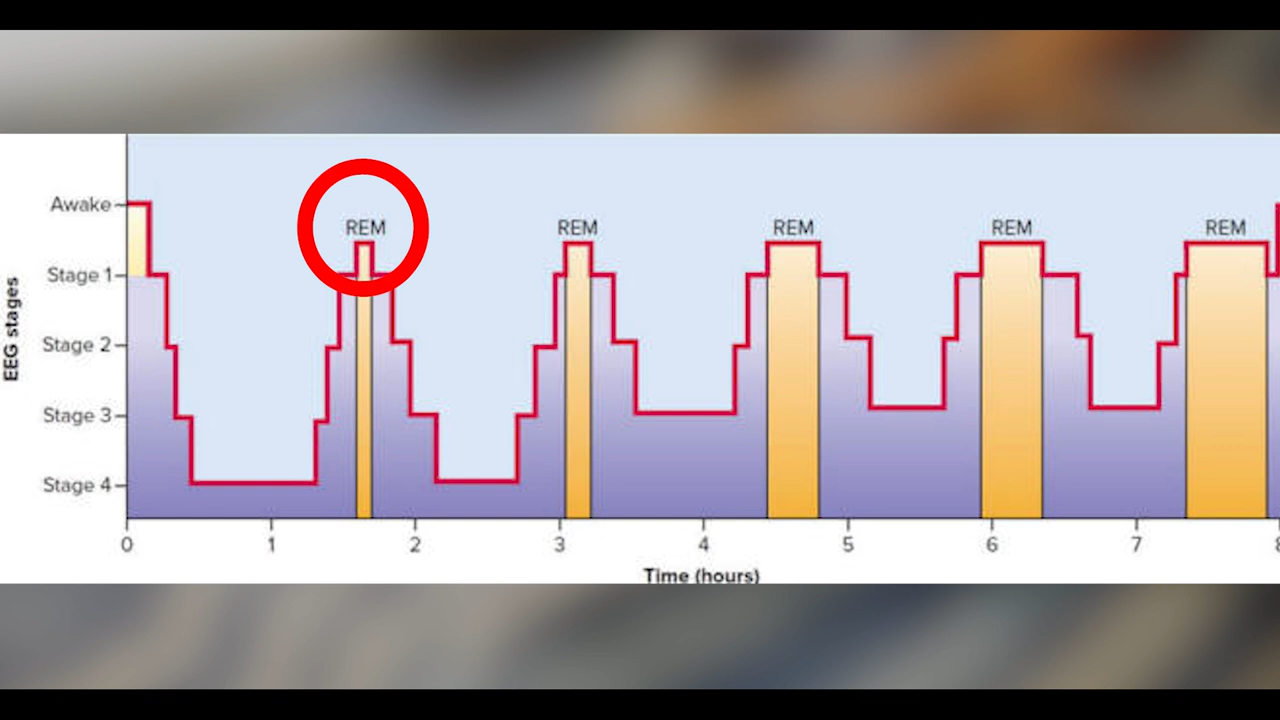 Awake
REM REM REM REM REM
Stage 1
Stage 2
Stage 3
Stage 4
EEG stages
0 1 2 3 4 5 6 7 8
Time (hours)